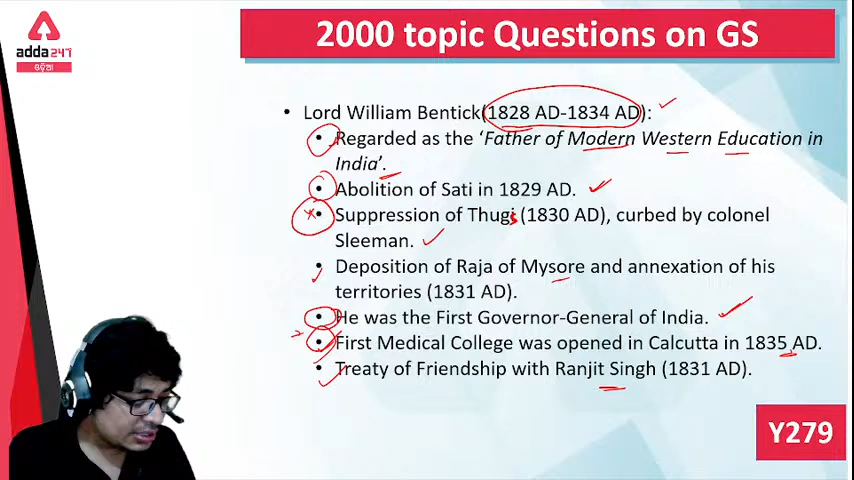 2000 topic Questions on GS
adda247
ଓଡ଼ିଆ
• Lord William Bentick(1828 AD-1834 AD):
• Regarded as the ‘Father of Modern Western Education in
India’.
• Abolition of Sati in 1829 AD.
• Suppression of Thugi (1830 AD), curbed by colonel
Sleeman.
• Deposition of Raja of Mysore and annexation of his
territories (1831 AD).
• He was the First Governor-General of India.
• First Medical College was opened in Calcutta in 1835 AD.
• Treaty of Friendship with Ranjit Singh (1831 AD).
Y279